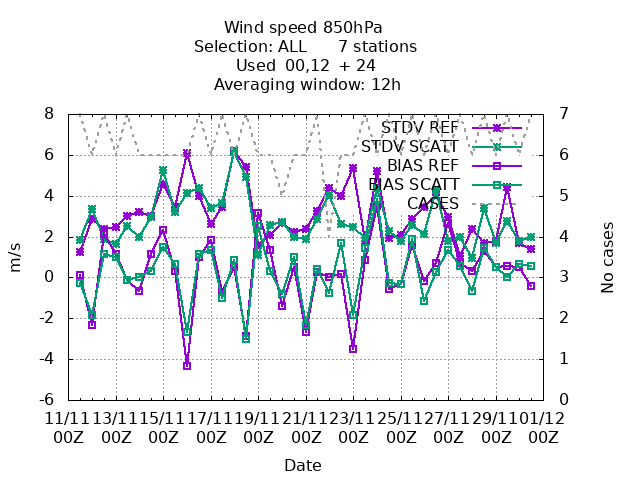 Wind speed 850hPa
Selection: ALL 7 stations
Used 00,12 + 24
Averaging window: 12h
8 7
STDV REF
STDV SCATT
6 6
BIAS REF
BIAS SCATT
4 5
CASES
2 4
0 3
-2 2
-4 1
-6 0
m/s
No cases
11/11 13/11 15/11 17/11 19/11 21/11 23/11 25/11 27/11 29/11 01/12
00Z 00Z 00Z 00Z 00Z 00Z 00Z 00Z 00Z 00Z 00Z
Date